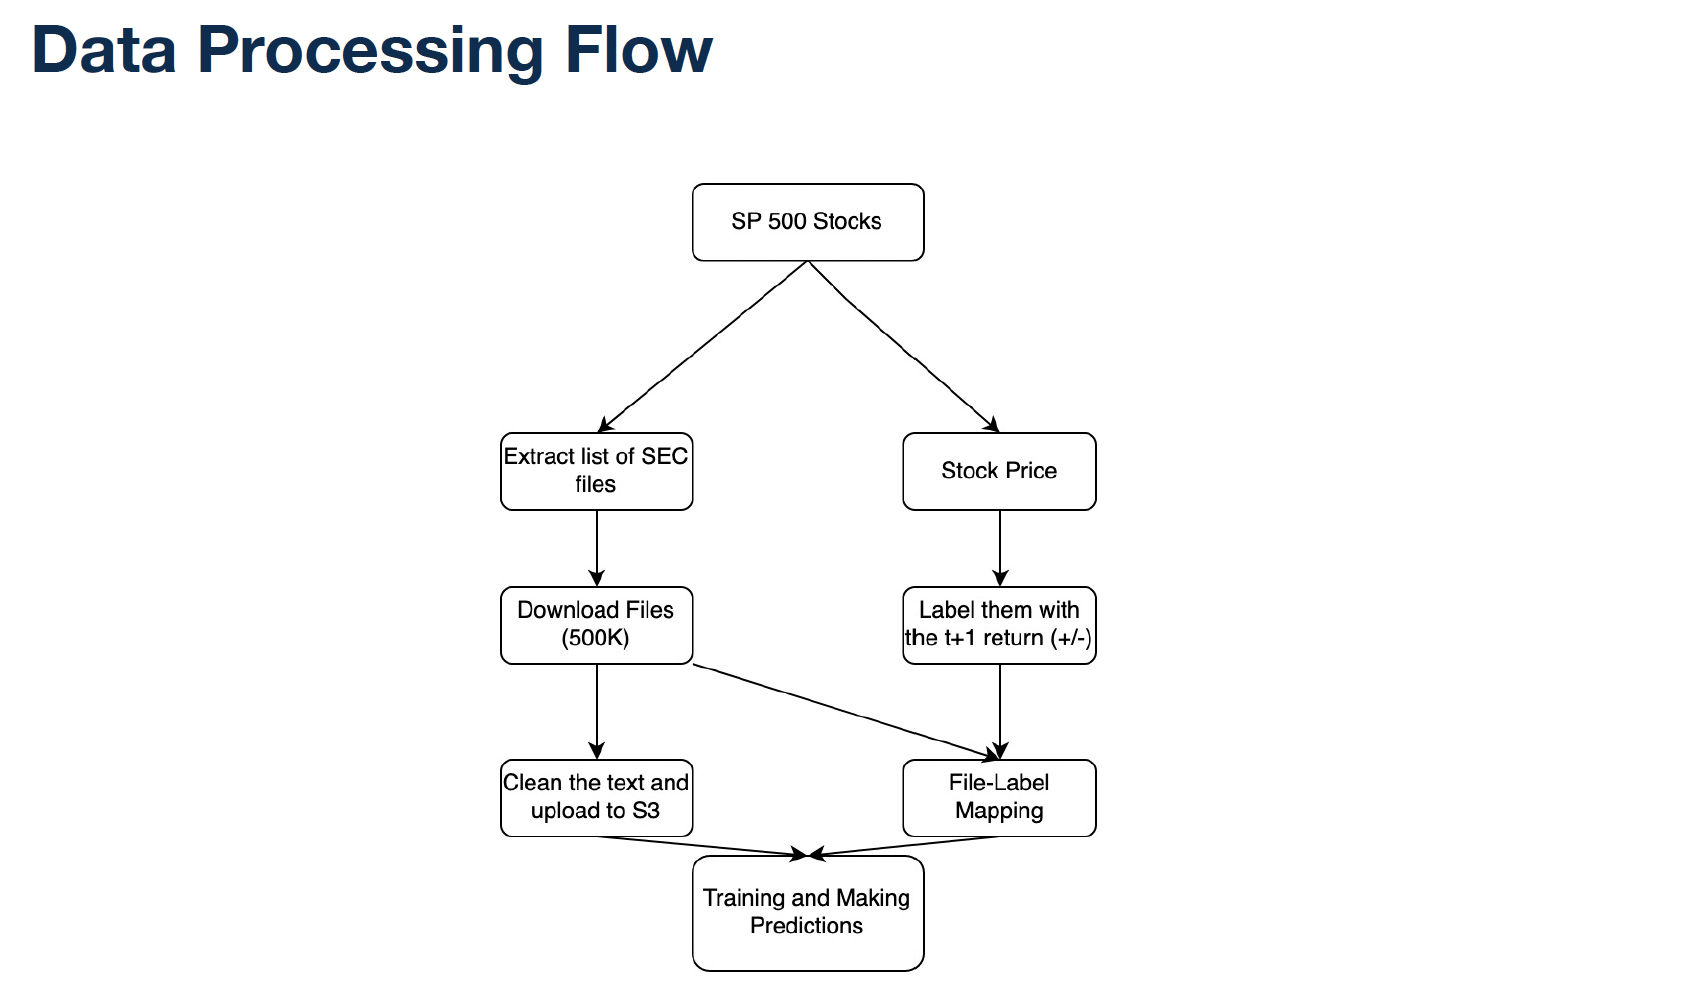 Data Processing Flow
SP 500 Stocks
Extract list of SEC
files
Stock Price
Download Files
(500K)
Label them with
the t+1 return (+/-)
Clean the text and
upload to S3
File-Label
Mapping
Training and Making
Predictions